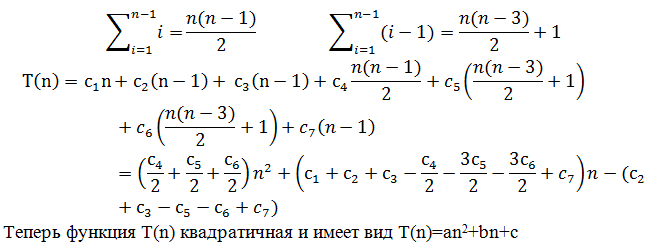 ∑_{i=1}^{n−1} i = n(n−1)/2    ∑_{i=1}^{n−1} (i−1) = n(n−3)/2 + 1
T(n) = c₁n + c₂(n−1) + c₃(n−1) + c₄ n(n−1)/2 + c₅(n(n−3)/2 + 1)
+ c₆(n(n−3)/2 + 1) + c₇(n−1)
= (c₄/2 + c₅/2 + c₆/2)n² + (c₁ + c₂ + c₃ − c₄/2 − 3c₅/2 − 3c₆/2 + c₇)n − (c₂
+ c₃ − c₅ − c₆ + c₇)
Теперь функция T(n) квадратичная и имеет вид T(n)=an²+bn+c